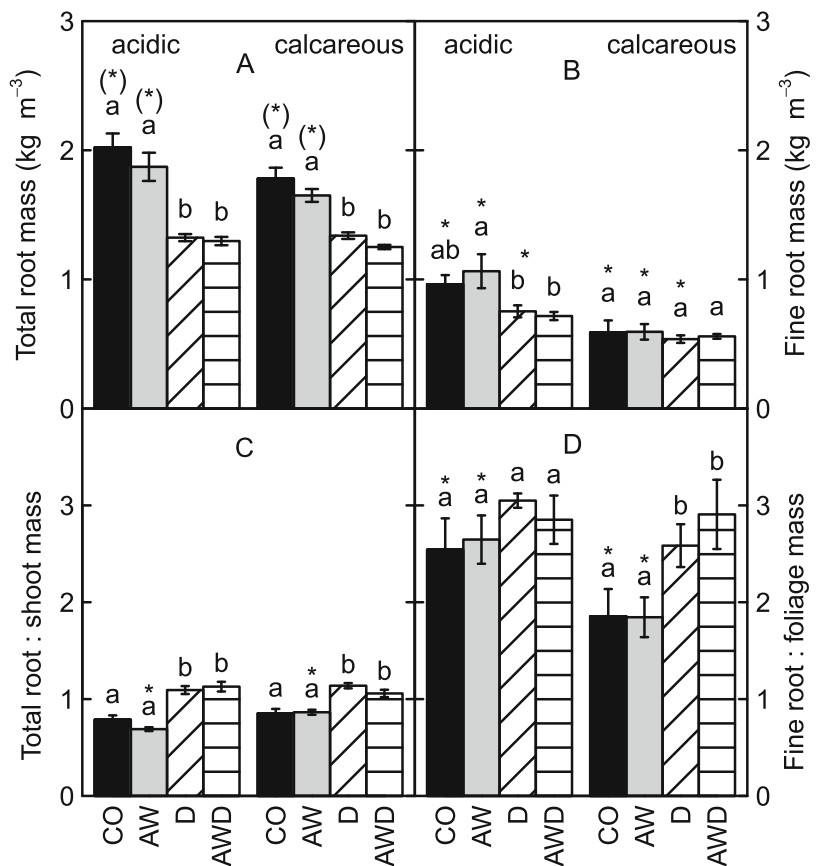 3
acidic
calcareous
A
(*)
a
(*)
a
b
b
(*)
a
(*)
a
b
b
2
1
0
Total root mass (kg m⁻³)
acidic
calcareous
B
*
ab
*
a
*
b
b
*
a
*
a
*
a
a
3
2
1
0
Fine root mass (kg m⁻³)
C
a
*
a
b
b
a
*
a
b
b
3
2
1
0
Total root : shoot mass
CO
AW
D
AWD
CO
AW
D
AWD
D
*
a
*
a
a
a
*
a
*
a
b
b
3
2
1
0
Fine root : foliage mass
CO
AW
D
AWD
CO
AW
D
AWD